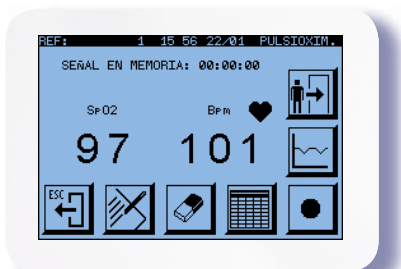 REF: 1 15 56 22/01 PULSIOXIM.
SEÑAL EN MEMORIA: 00:00:00
SpO2 Bpm
97 101
ESC